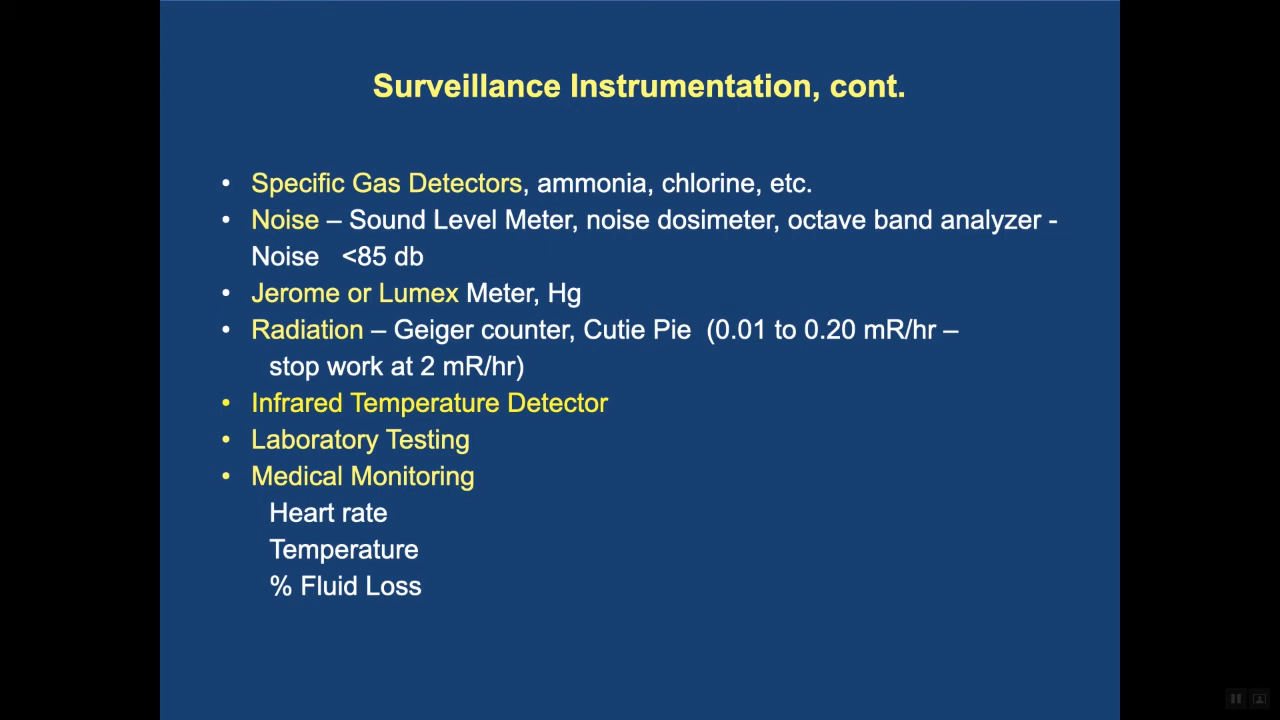 Surveillance Instrumentation, cont.
• Specific Gas Detectors, ammonia, chlorine, etc.
• Noise – Sound Level Meter, noise dosimeter, octave band analyzer -
Noise   <85 db
• Jerome or Lumex Meter, Hg
• Radiation – Geiger counter, Cutie Pie  (0.01 to 0.20 mR/hr –
stop work at 2 mR/hr)
• Infrared Temperature Detector
• Laboratory Testing
• Medical Monitoring
Heart rate
Temperature
% Fluid Loss